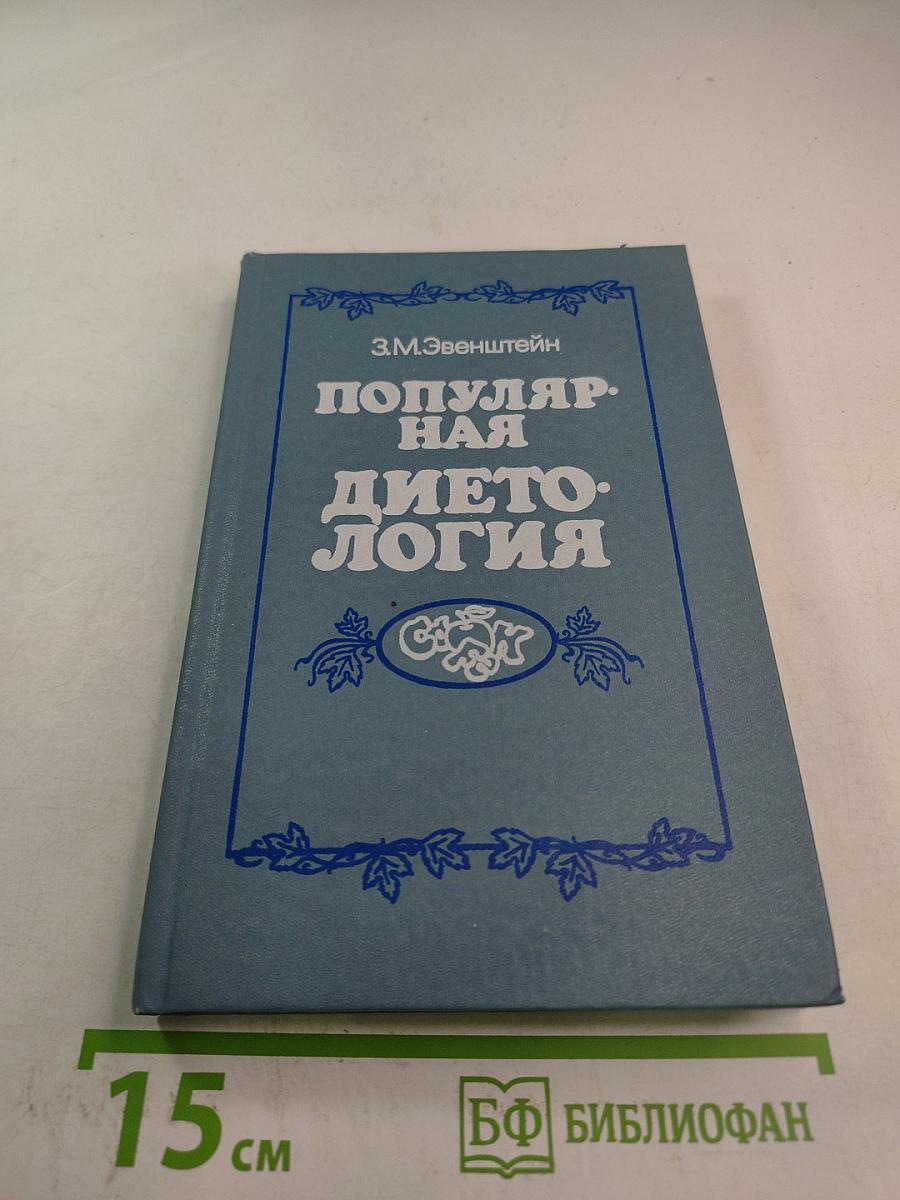 З.М.Эвенштейн
ПОПУЛЯР-
НАЯ
ДИЕТО-
ЛОГИЯ
15 см
БФ БИБЛИОФАН